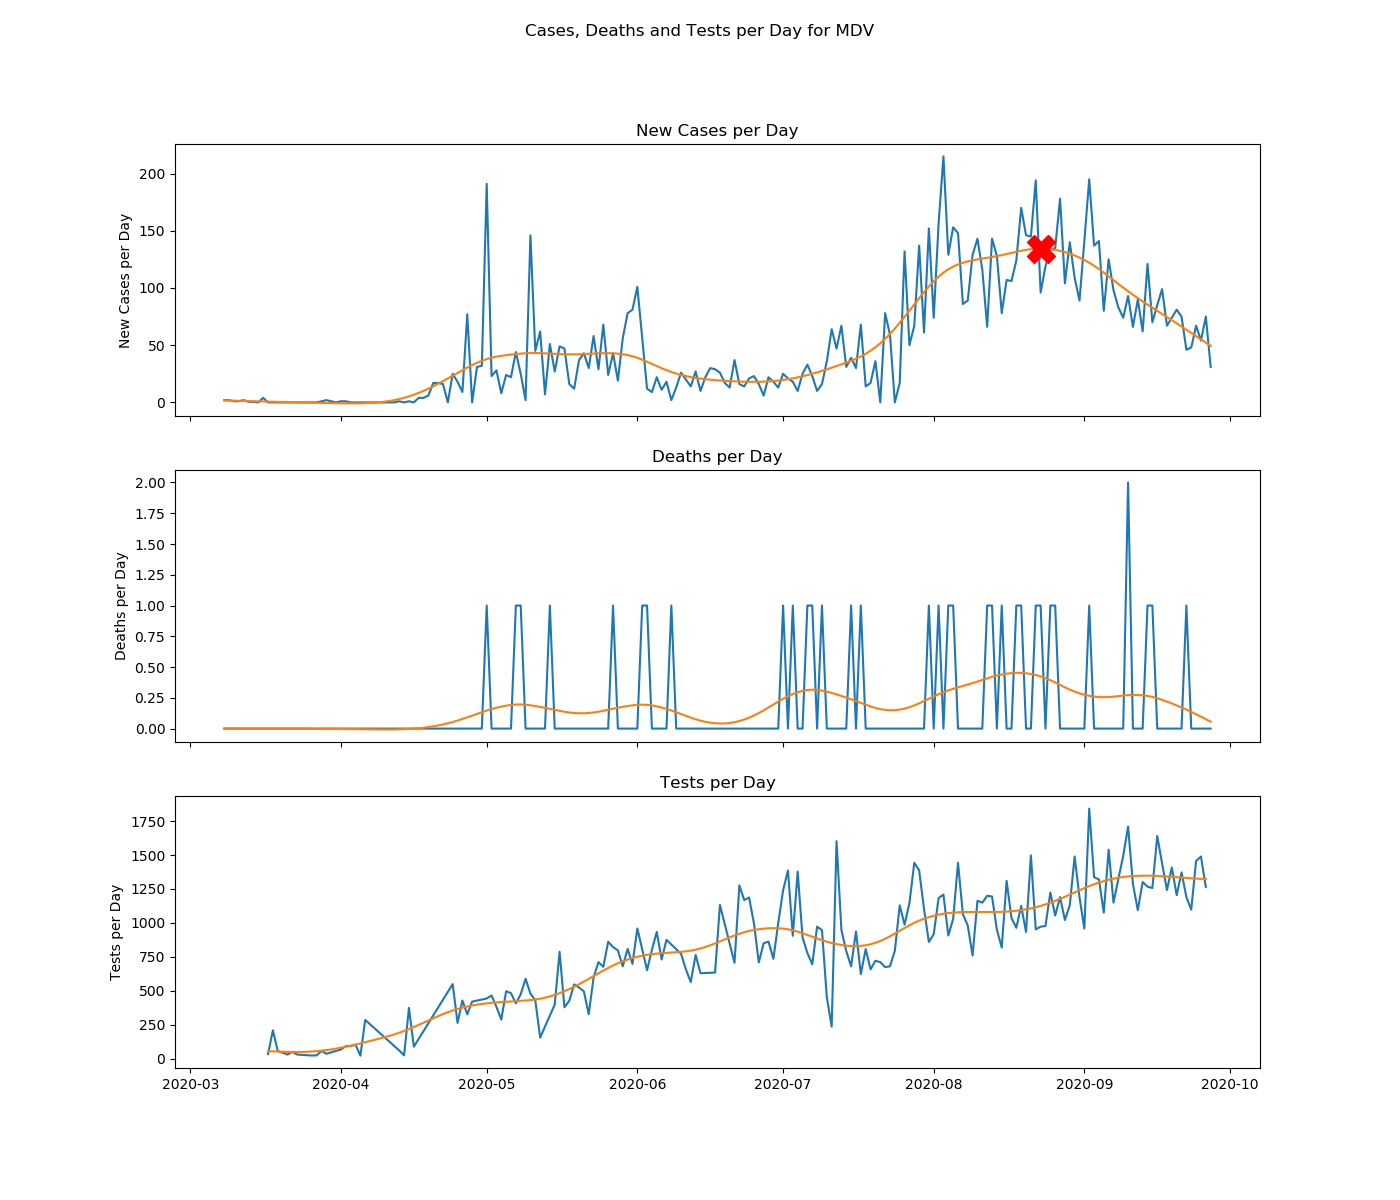 Cases, Deaths and Tests per Day for MDV
New Cases per Day
New Cases per Day
200
150
100
50
0
Deaths per Day
Deaths per Day
2.00
1.75
1.50
1.25
1.00
0.75
0.50
0.25
0.00
Tests per Day
Tests per Day
1750
1500
1250
1000
750
500
250
0
2020-03 2020-04 2020-05 2020-06 2020-07 2020-08 2020-09 2020-10